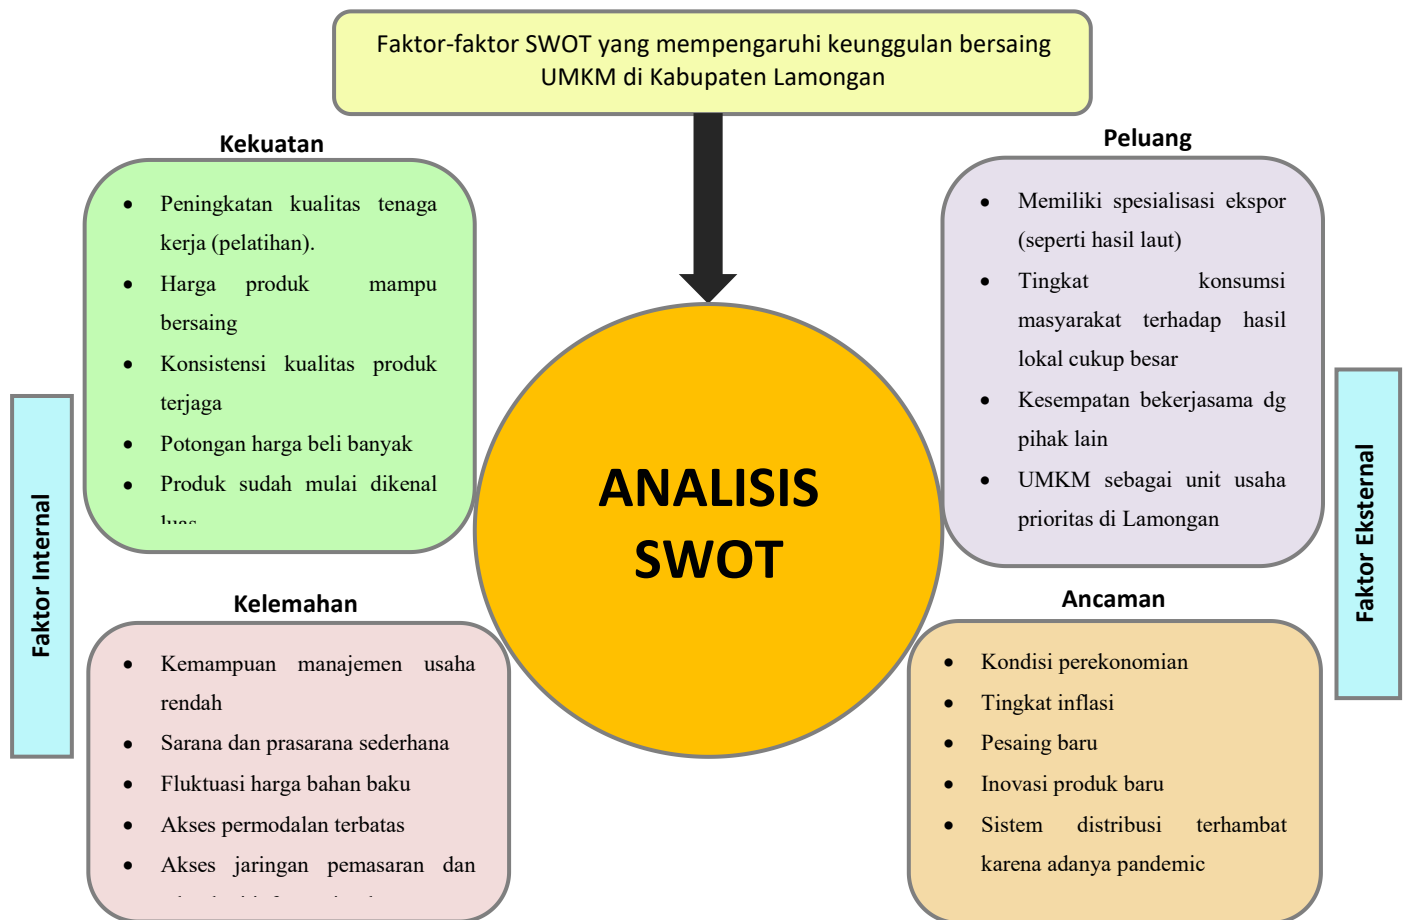 Faktor-faktor SWOT yang mempengaruhi keunggulan bersaing
UMKM di Kabupaten Lamongan
Kekuatan
• Peningkatan kualitas tenaga
kerja (pelatihan).
• Harga produk mampu
bersaing
• Konsistensi kualitas produk
terjaga
• Potongan harga beli banyak
• Produk sudah mulai dikenal
luas
Peluang
• Memiliki spesialisasi ekspor
(seperti hasil laut)
• Tingkat konsumsi
masyarakat terhadap hasil
lokal cukup besar
• Kesempatan bekerjasama dg
pihak lain
• UMKM sebagai unit usaha
prioritas di Lamongan
Faktor Internal
ANALISIS
SWOT
Faktor Eksternal
Kelemahan
• Kemampuan manajemen usaha
rendah
• Sarana dan prasarana sederhana
• Fluktuasi harga bahan baku
• Akses permodalan terbatas
• Akses jaringan pemasaran dan
Ancaman
• Kondisi perekonomian
• Tingkat inflasi
• Pesaing baru
• Inovasi produk baru
• Sistem distribusi terhambat
karena adanya pandemic